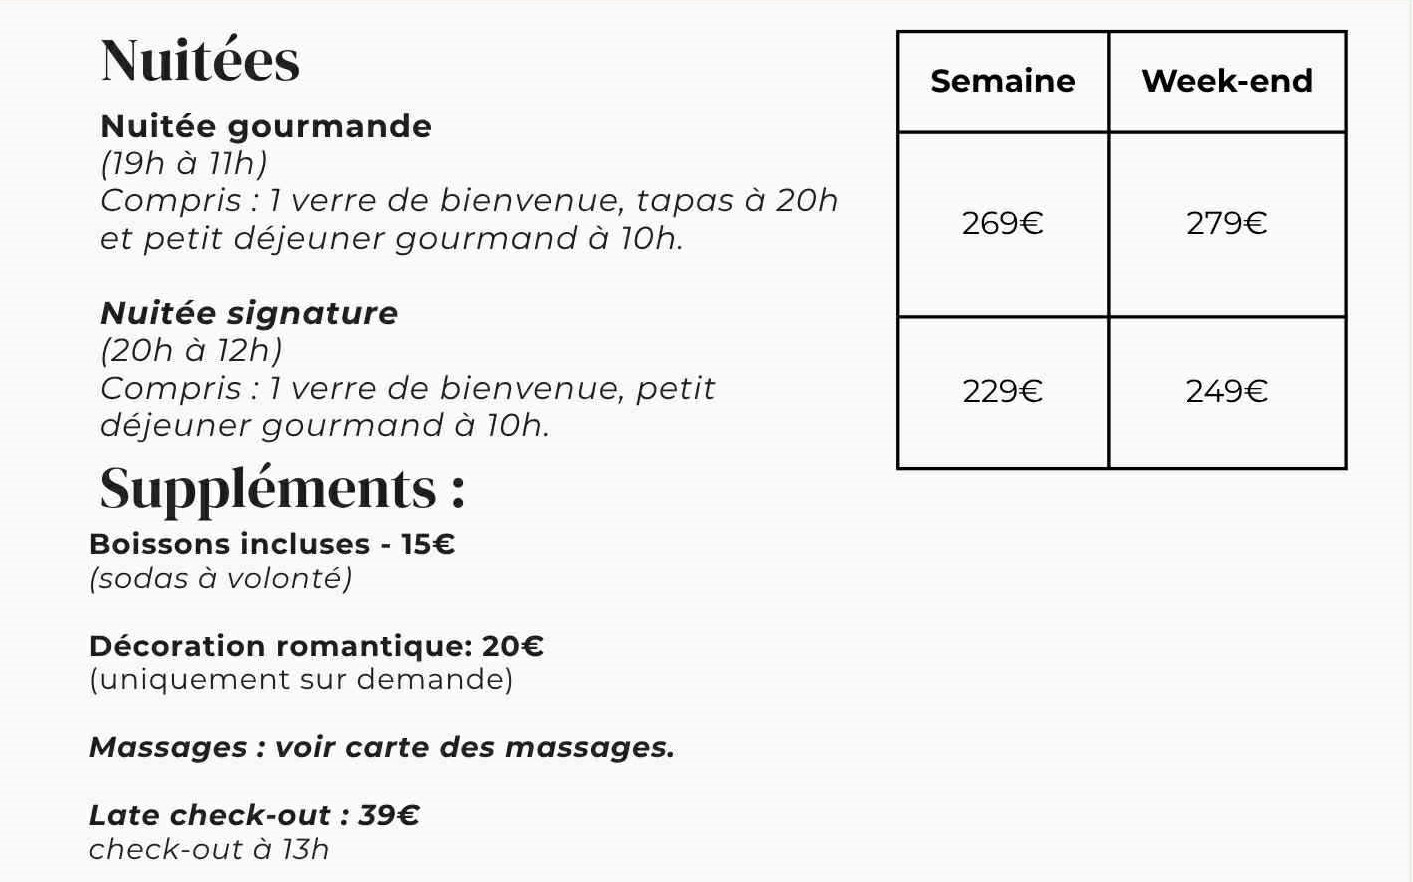 Nuitées
Nuitée gourmande
(19h à 11h)
Compris : 1 verre de bienvenue, tapas à 20h
et petit déjeuner gourmand à 10h.
Semaine
Week-end
269€
279€
Nuitée signature
(20h à 12h)
Compris : 1 verre de bienvenue, petit
déjeuner gourmand à 10h.
229€
249€
Suppléments :
Boissons incluses - 15€
(sodas à volonté)
Décoration romantique: 20€
(uniquement sur demande)
Massages : voir carte des massages.
Late check-out : 39€
check-out à 13h